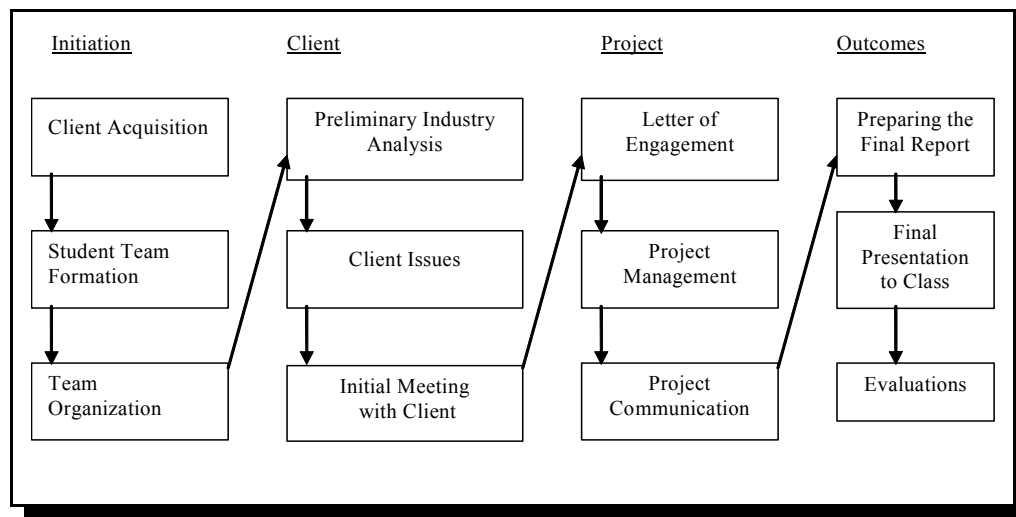 Initiation
Client Acquisition
Student Team
Formation
Team
Organization
Client
Preliminary Industry
Analysis
Client Issues
Initial Meeting
with Client
Project
Letter of
Engagement
Project
Management
Project
Communication
Outcomes
Preparing the
Final Report
Final
Presentation
to Class
Evaluations